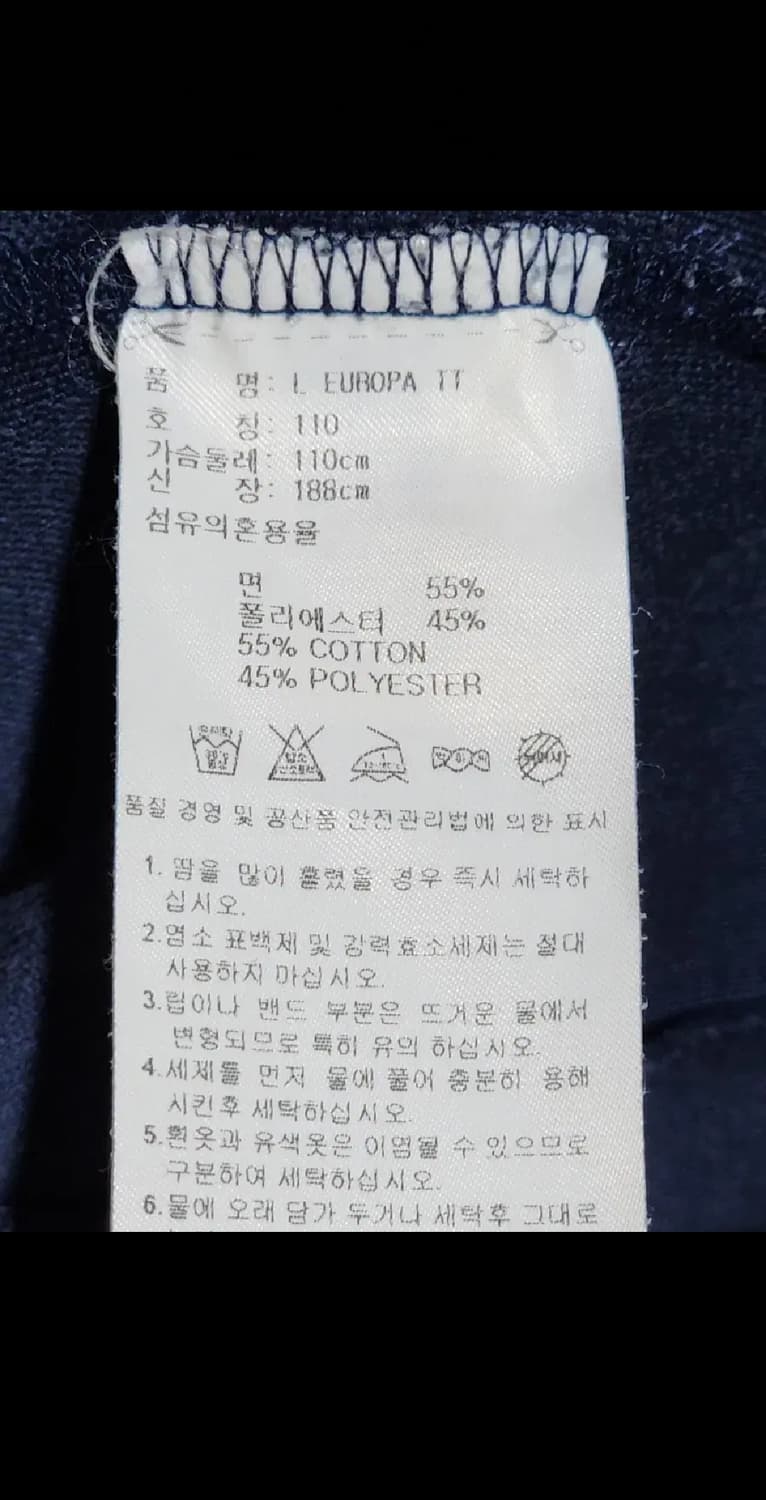 품 명: L EUROPA TT
호 칭: 110
가슴둘레: 110cm
신 장: 188cm
섬유의혼용율
면 55%
폴리에스터 45%
55% COTTON
45% POLYESTER
품질 경영 및 공산품 안전관리법에 의한 표시
1. 땀을 많이 흘렸을 경우 즉시 세탁하
십시오.
2.염소 표백제 및 강력효소세제는 절대
사용하지 마십시오.
3.립이나 밴드 부분은 뜨거운 물에서
변형되므로 특히 유의 하십시오.
4.세제를 먼저 물에 풀어 충분히 용해
시킨후 세탁하십시오.
5.흰옷과 유색옷은 이염될 수 있으므로
구분하여 세탁하십시오.
6.물에 오래 담가 두거나 세탁후 그대로